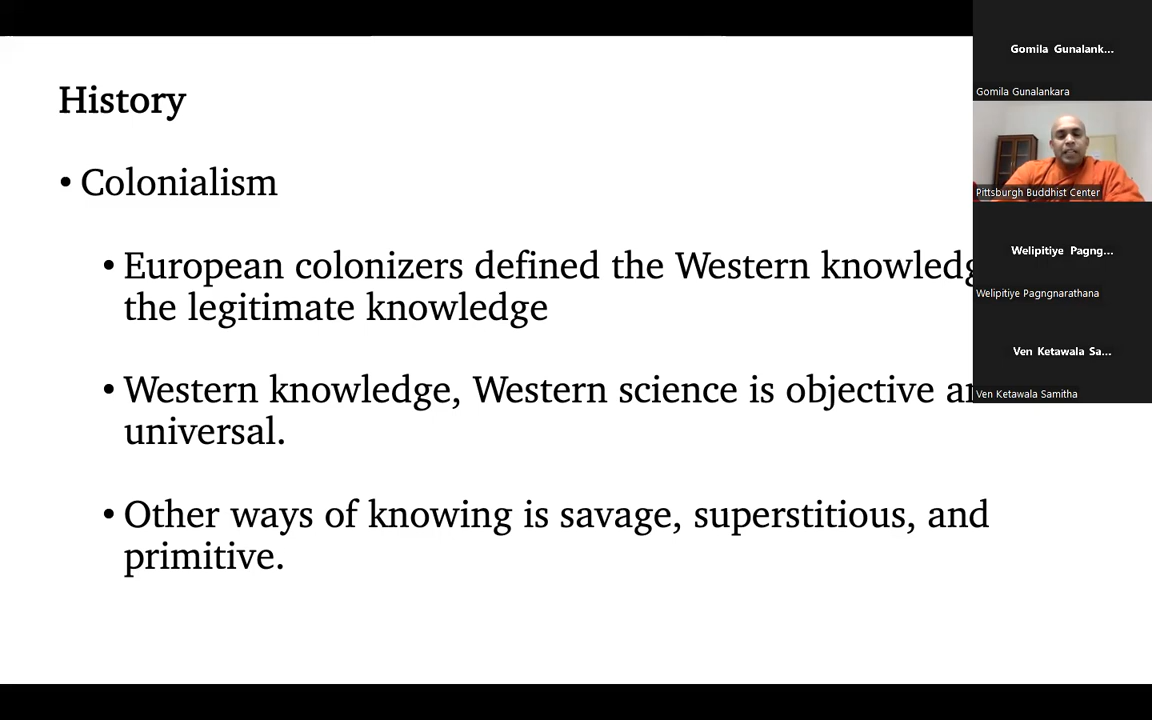 History
• Colonialism
• European colonizers defined the Western
the legitimate knowledge
• Western knowledge, Western science is objective
universal.
• Other ways of knowing is savage, superstitious, and
primitive.
Gomila Gunalank...
Gomila Gunalankara
Pittsburgh Buddhist Center
Welipitiye Pagng...
Welipitiye Pagngnarathana
Ven Ketawala Sa...
Ven Ketawala Samitha